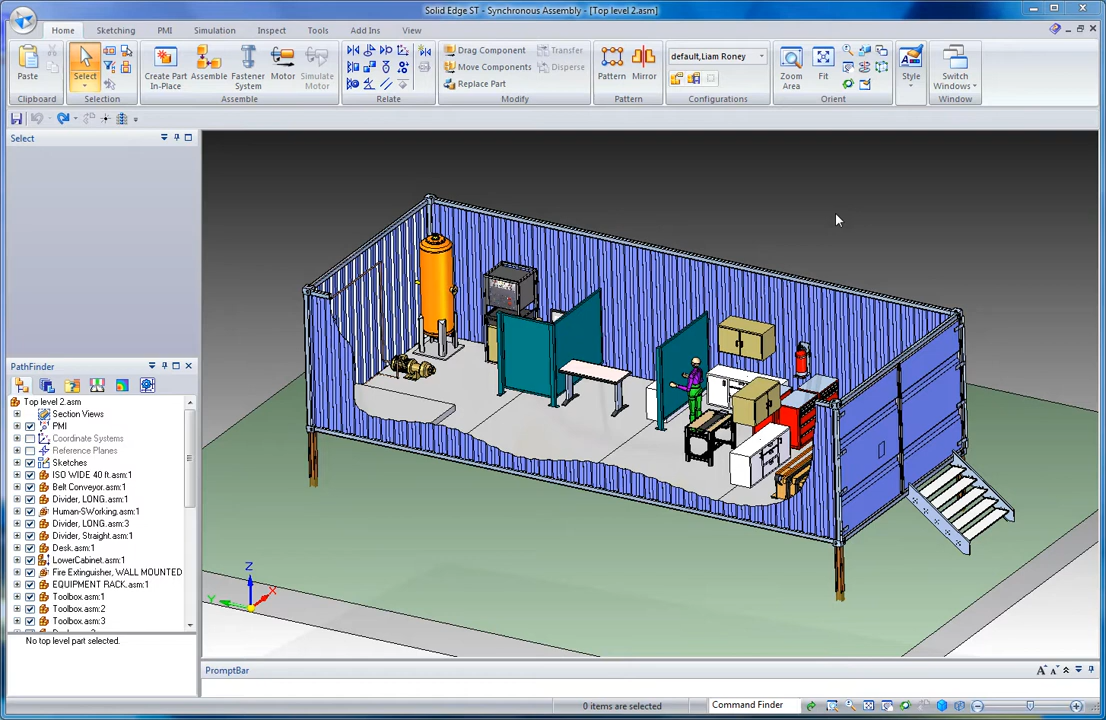 Solid Edge ST - Synchronous Assembly - [Top level 2.asm]
Home Sketching PMI Simulation Inspect Tools Add Ins View
Paste
Select
Create Part In-Place
Assemble
Fastener System
Motor
Simulate Motor
Drag Component
Move Components
Replace Part
Transfer
Disperse
Pattern
Mirror
default,Liam Roney
Zoom Area
Fit
Style
Switch Windows
Clipboard Selection Assemble Relate Modify Pattern Configurations Orient Window
Select
PathFinder
Top level 2.asm
Section Views
PMI
Coordinate Systems
Reference Planes
Sketches
ISO WIDE 40 ft.asm:1
Belt Conveyor.asm:1
Divider, LONG.asm:1
Human-SWorking.asm:1
Divider, LONG.asm:3
Divider, Straight.asm:1
Desk.asm:1
LowerCabinet.asm:1
Fire Extinguisher, WALL MOUNTED
EQUIPMENT RACK.asm:1
Toolbox.asm:1
Toolbox.asm:2
Toolbox.asm:3
No top level part selected.
Z
X
Y
PromptBar
0 items are selected
Command Finder